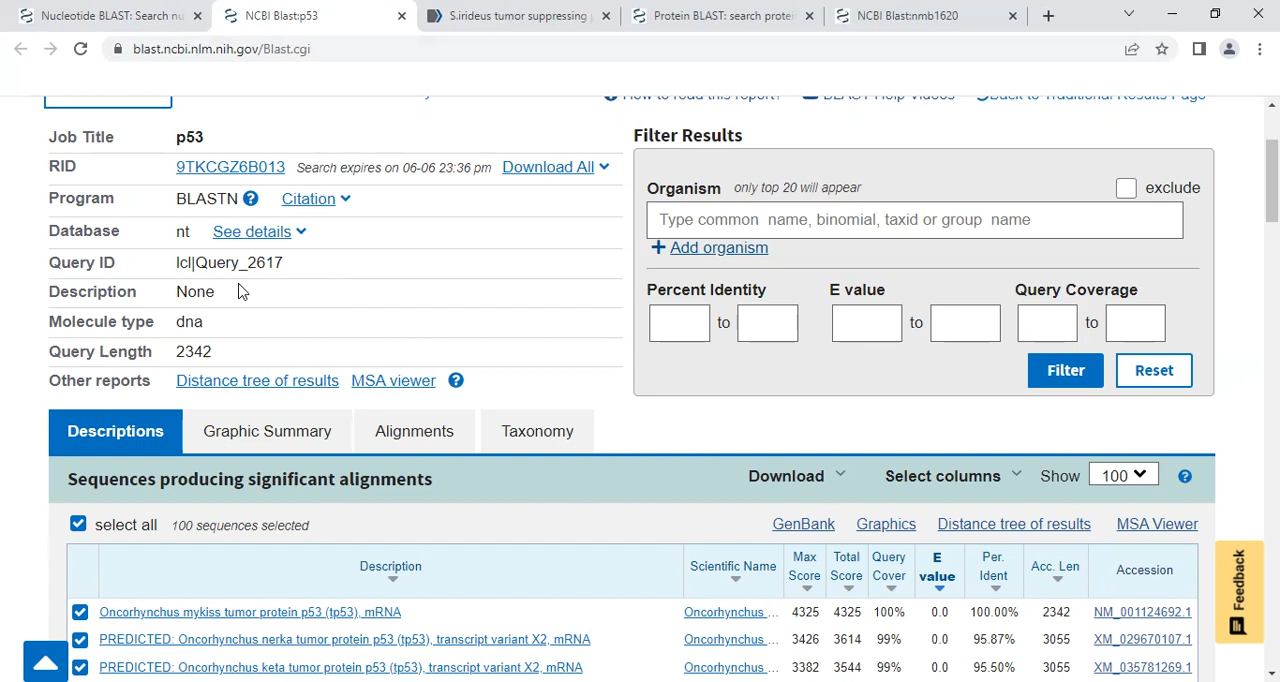 Nucleotide BLAST: Search nu
NCBI Blast:p53
S.irideus tumor suppressing
Protein BLAST: search protei
NCBI Blast:nmb1620
blast.ncbi.nlm.nih.gov/Blast.cgi
How to read this report? BLAST Help Videos Back to Traditional Results Page
Job Title p53
RID 9TKCGZ6B013 Search expires on 06-06 23:36 pm Download All
Program BLASTN ? Citation
Database nt See details
Query ID lcl|Query_2617
Description None
Molecule type dna
Query Length 2342
Other reports Distance tree of results MSA viewer ?
Filter Results
Organism only top 20 will appear exclude
Type common name, binomial, taxid or group name
+ Add organism
Percent Identity E value Query Coverage
to to to
Filter Reset
Descriptions Graphic Summary Alignments Taxonomy
Sequences producing significant alignments Download Select columns Show 100 ?
select all 100 sequences selected GenBank Graphics Distance tree of results MSA Viewer
Description Scientific Name Max Score Total Score Query Cover E value Per. Ident Acc. Len Accession
Oncorhynchus mykiss tumor protein p53 (tp53), mRNA Oncorhynchus ... 4325 4325 100% 0.0 100.00% 2342 NM_001124692.1
PREDICTED: Oncorhynchus nerka tumor protein p53 (tp53), transcript variant X2, mRNA Oncorhynchus ... 3426 3614 99% 0.0 95.87% 3055 XM_029670107.1
PREDICTED: Oncorhynchus keta tumor protein p53 (tp53), transcript variant X2, mRNA Oncorhynchus ... 3382 3544 99% 0.0 95.50% 3055 XM_035781269.1
Feedback